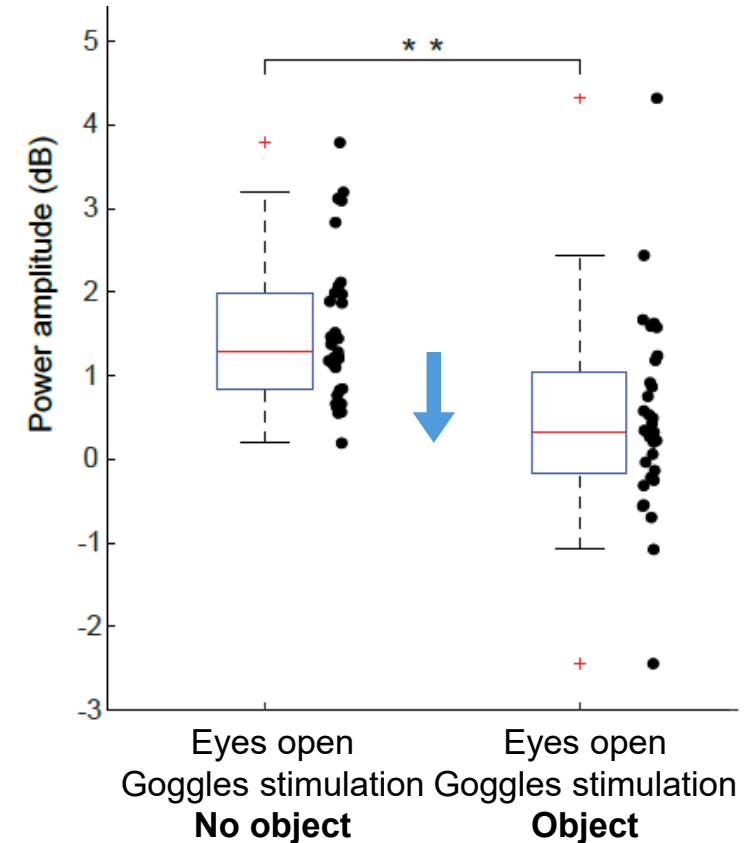 * *
5
4
3
2
1
0
-1
-2
-3
Power amplitude (dB)
Eyes open
Goggles stimulation
No object
Eyes open
Goggles stimulation
Object